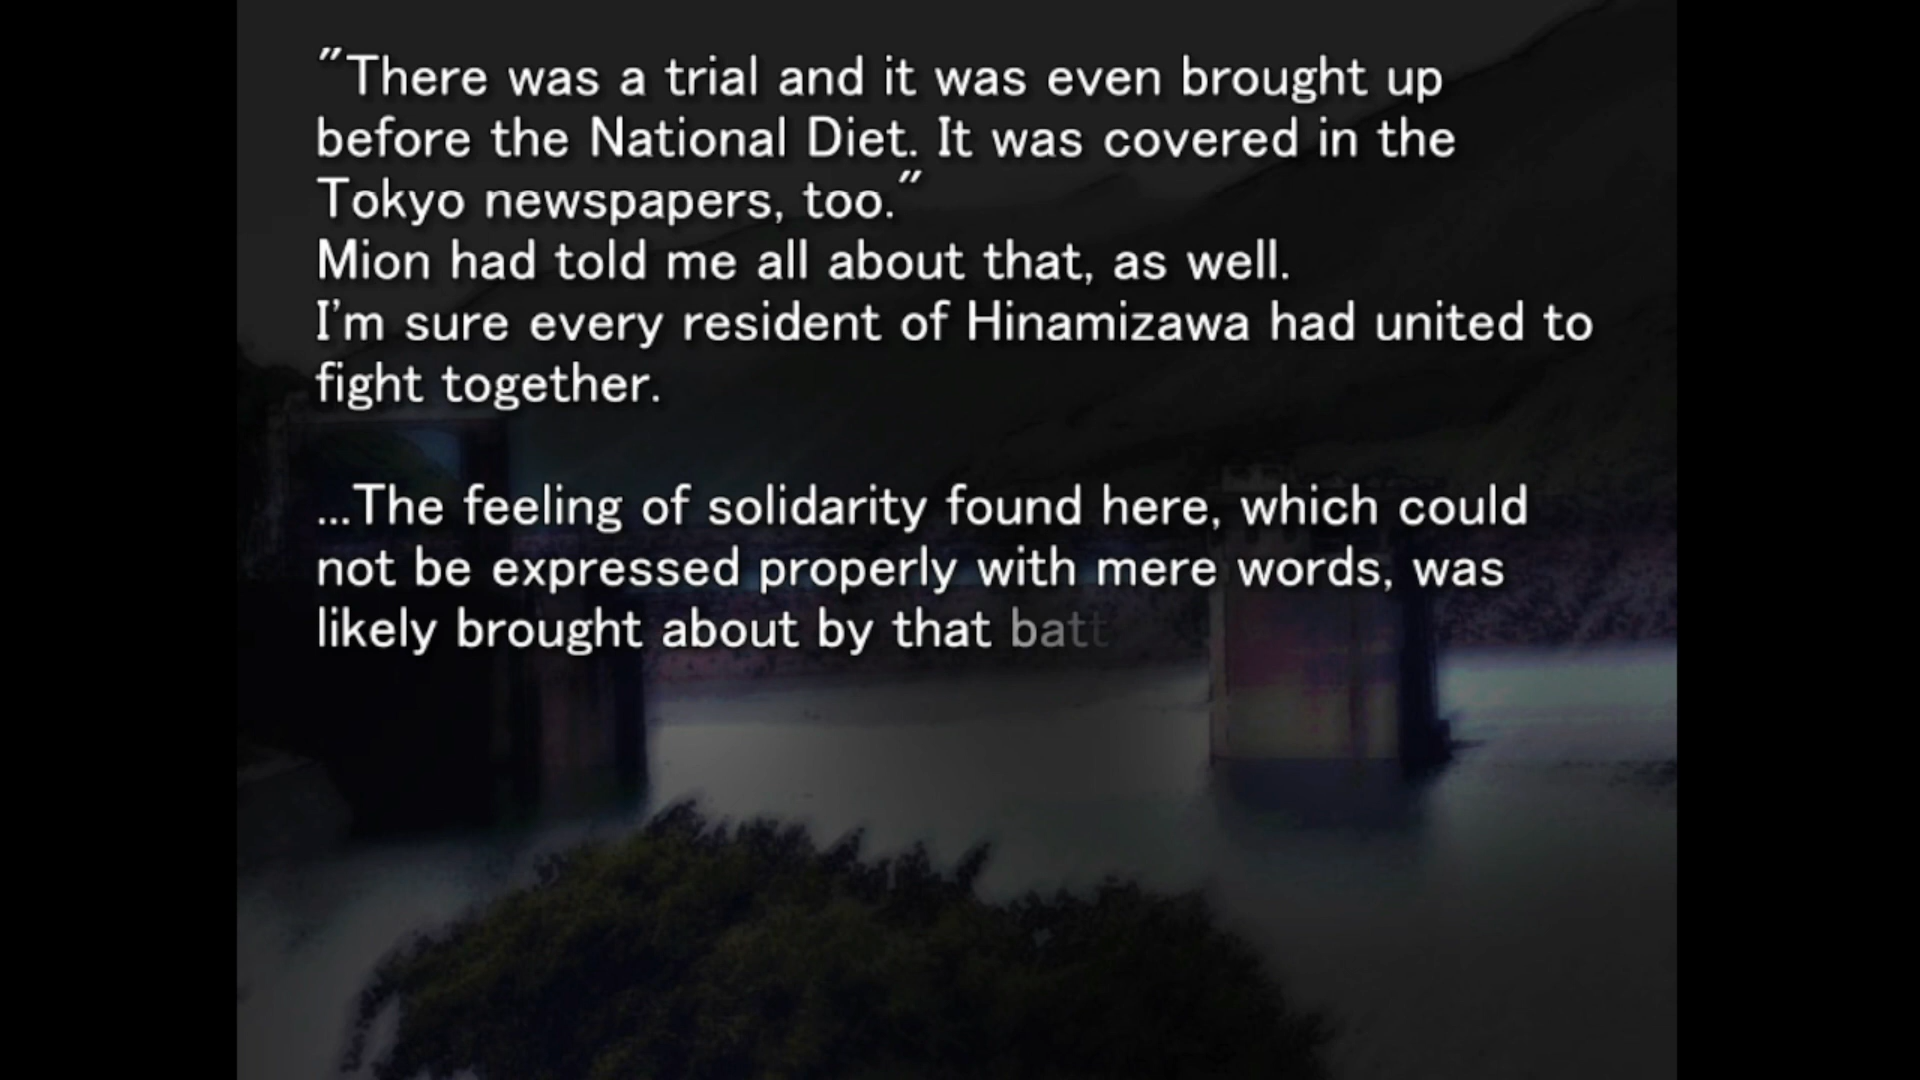 "There was a trial and it was even brought up
before the National Diet. It was covered in the
Tokyo newspapers, too."
Mion had told me all about that, as well.
I'm sure every resident of Hinamizawa had united to
fight together.
...The feeling of solidarity found here, which could
not be expressed properly with mere words, was
likely brought about by that batt